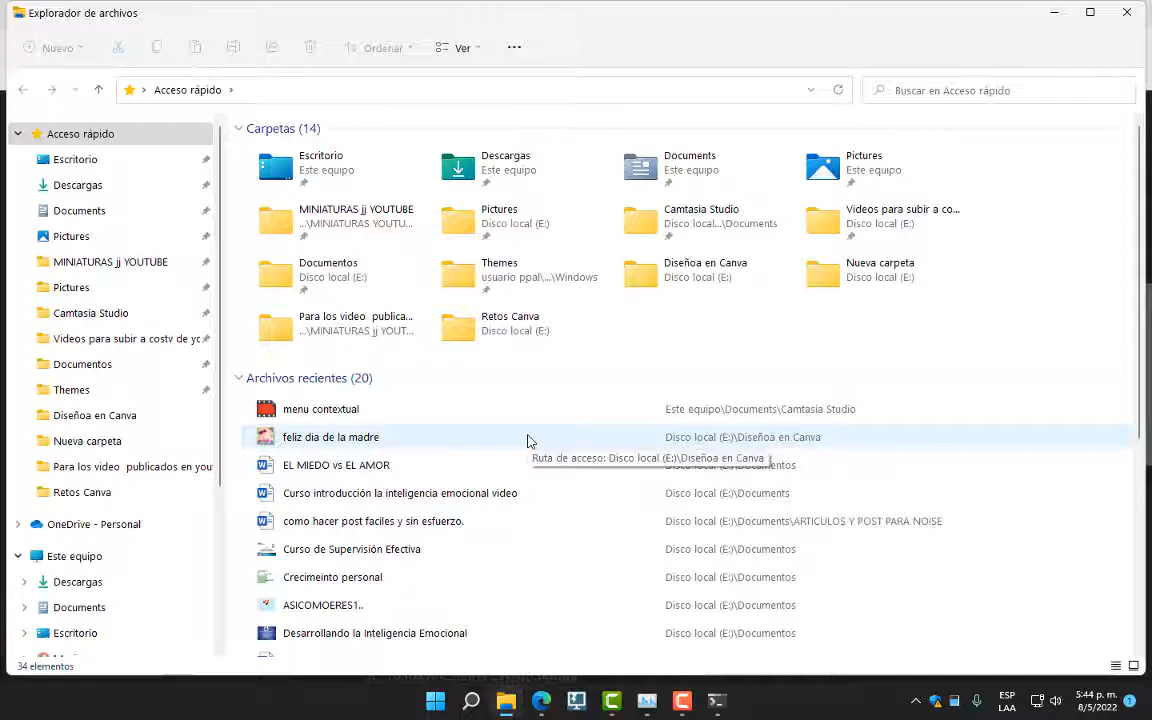 Explorador de archivos
Nuevo
Ordenar
Ver
Acceso rápido
Buscar en Acceso rápido
Acceso rápido
Escritorio
Descargas
Documents
Pictures
MINIATURAS jj YOUTUBE
Pictures
Camtasia Studio
Videos para subir a costv de yc
Documentos
Themes
Diseñoa en Canva
Nueva carpeta
Para los video publicados en you
Retos Canva
OneDrive - Personal
Este equipo
Descargas
Documents
Escritorio
34 elementos
Carpetas (14)
Escritorio
Este equipo
Descargas
Este equipo
Documents
Este equipo
Pictures
Este equipo
MINIATURAS jj YOUTUBE
...\MINIATURAS YOUTU...
Pictures
Disco local (E:)
Camtasia Studio
Disco local...\Documents
Videos para subir a co...
Disco local (E:)
Documentos
Disco local (E:)
Themes
usuario ppal\...\Windows
Diseñoa en Canva
Disco local (E:)
Nueva carpeta
Disco local (E:)
Para los video publica...
...\MINIATURAS jj YOUT...
Retos Canva
Disco local (E:)
Archivos recientes (20)
menu contextual Este equipo\Documents\Camtasia Studio
feliz dia de la madre Disco local (E:)\Diseñoa en Canva
Ruta de acceso: Disco local (E:)\Diseñoa en Canva
EL MIEDO vs EL AMOR
Curso introducción la inteligencia emocional video Disco local (E:)\Documents
como hacer post faciles y sin esfuerzo. Disco local (E:)\Documents\ARTICULOS Y POST PARA NOISE
Curso de Supervisión Efectiva Disco local (E:)\Documentos
Crecimeinto personal Disco local (E:)\Documentos
ASICOMOERES1.. Disco local (E:)\Documentos
Desarrollando la Inteligencia Emocional Disco local (E:)\Documentos
ESP
LAA
5:44 p. m.
8/5/2022
1